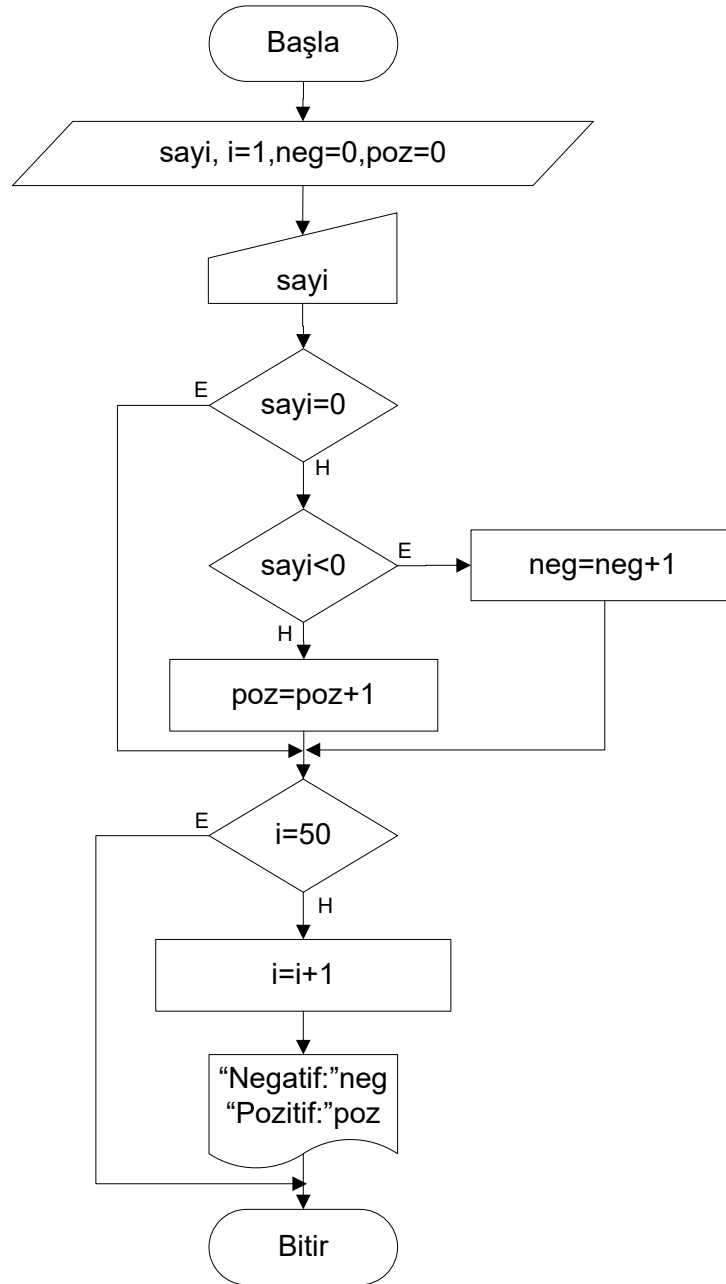 Başla
sayi, i=1,neg=0,poz=0
sayi
E
sayi=0
H
sayi<0
E
neg=neg+1
H
poz=poz+1
E
i=50
H
i=i+1
“Negatif:”neg
“Pozitif:”poz
Bitir